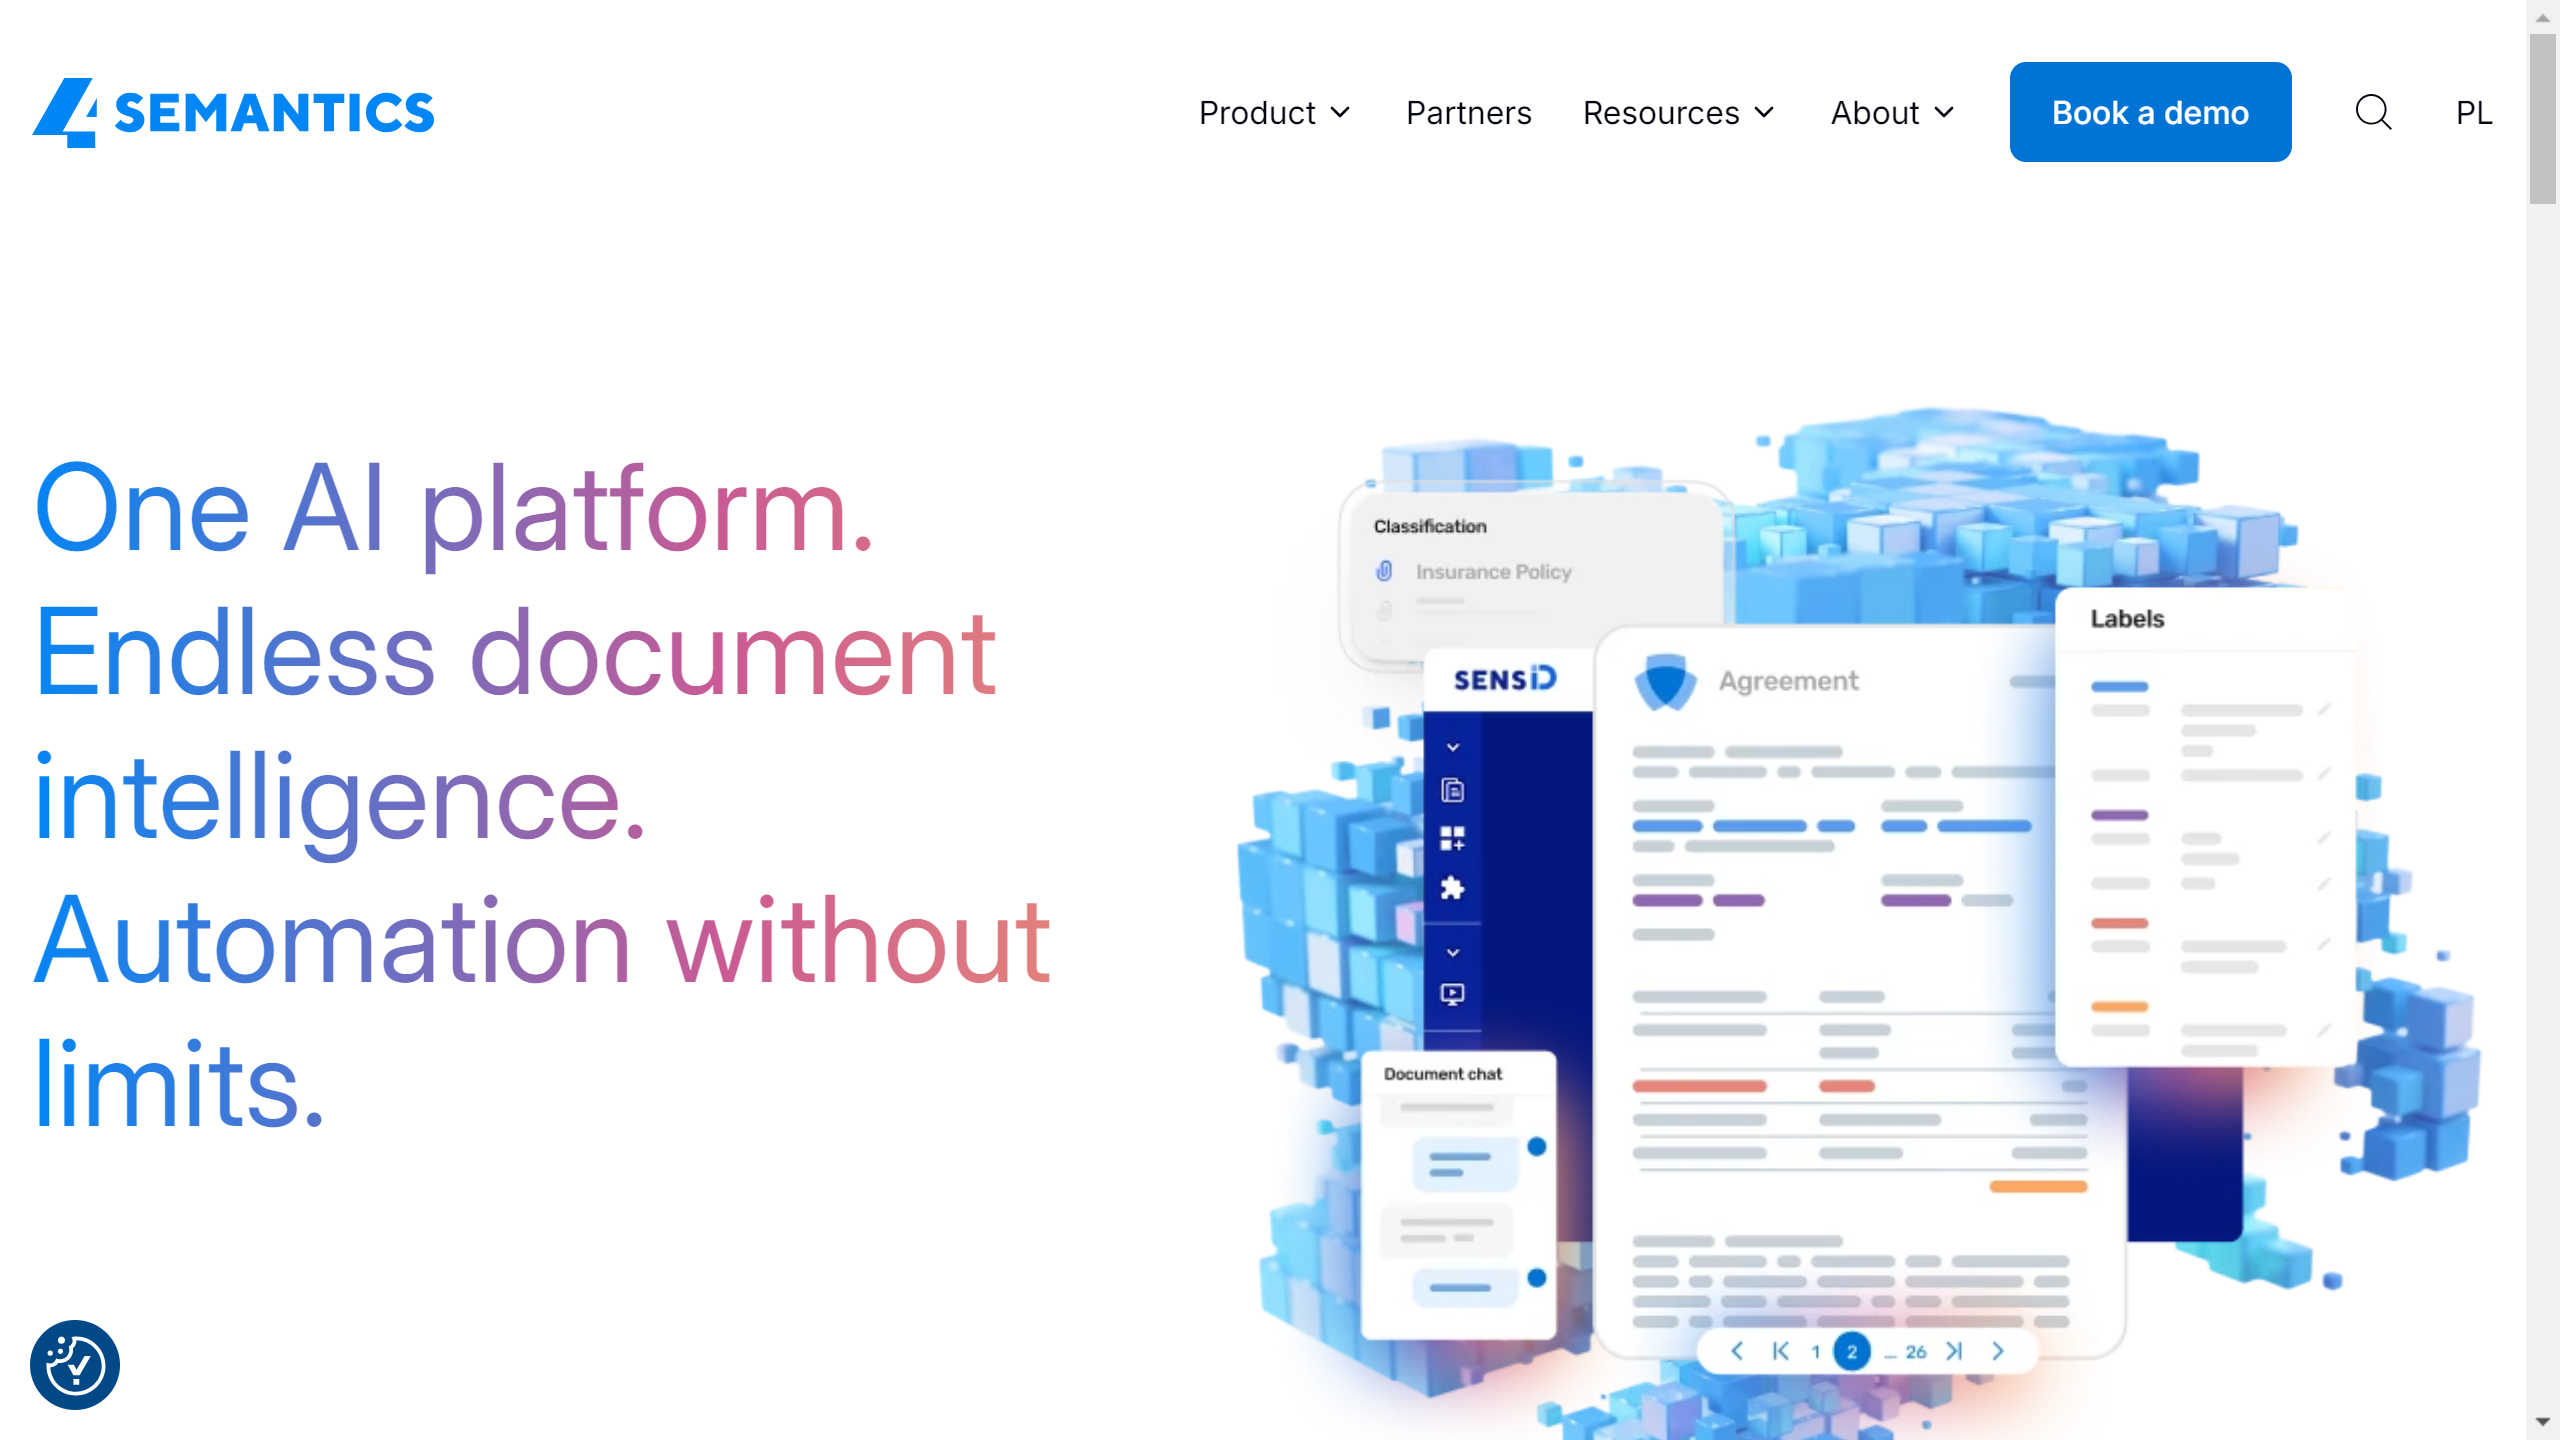 4 SEMANTICS
Product
Partners
Resources
About
Book a demo
PL
One AI platform.
Endless document
intelligence.
Automation without
limits.
Classification
Insurance Policy
Labels
SENSiD
Agreement
Document chat
1 2 ... 26